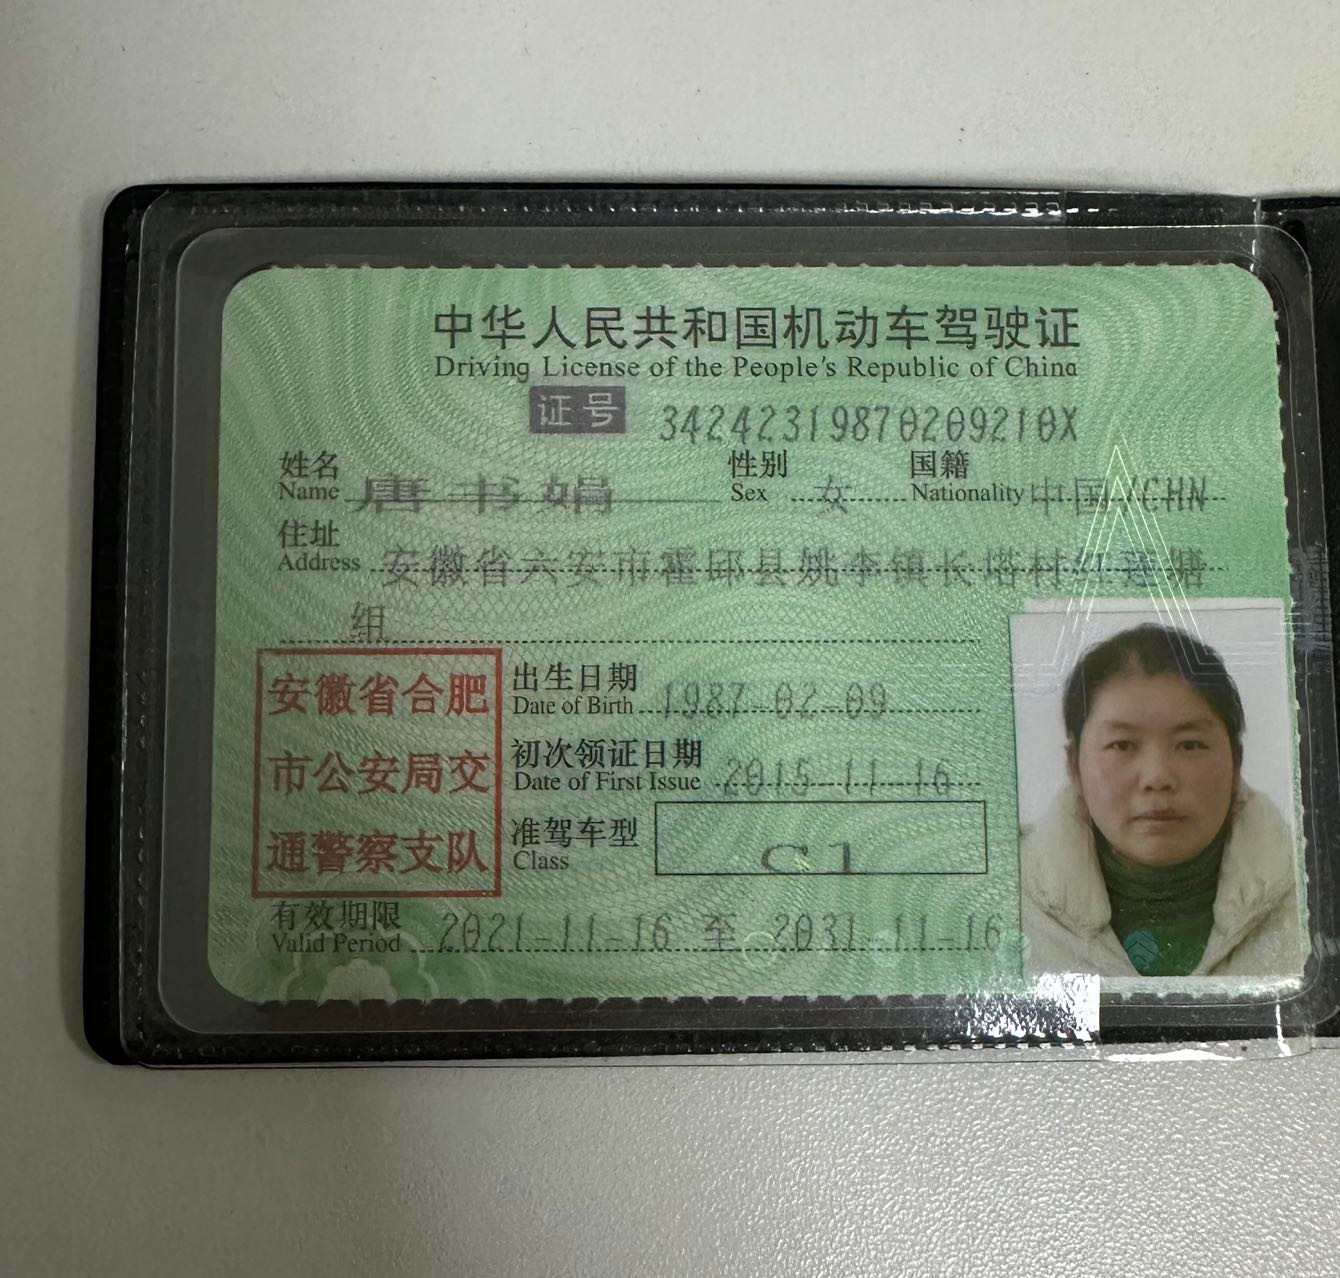 中华人民共和国机动车驾驶证
Driving License of the People's Republic of China
证号 34242319870209210X
姓名 Name 唐书娟 性别 Sex 女 国籍 Nationality 中国/CHN
住址 Address 安徽省六安市霍邱县姚李镇长塔村红莲塘
组
安徽省合肥
市公安局交
通警察支队
出生日期 Date of Birth 1987-02-09
初次领证日期 Date of First Issue 2015-11-16
准驾车型 Class C1
有效期限 Valid Period 2021-11-16 至 2031-11-16